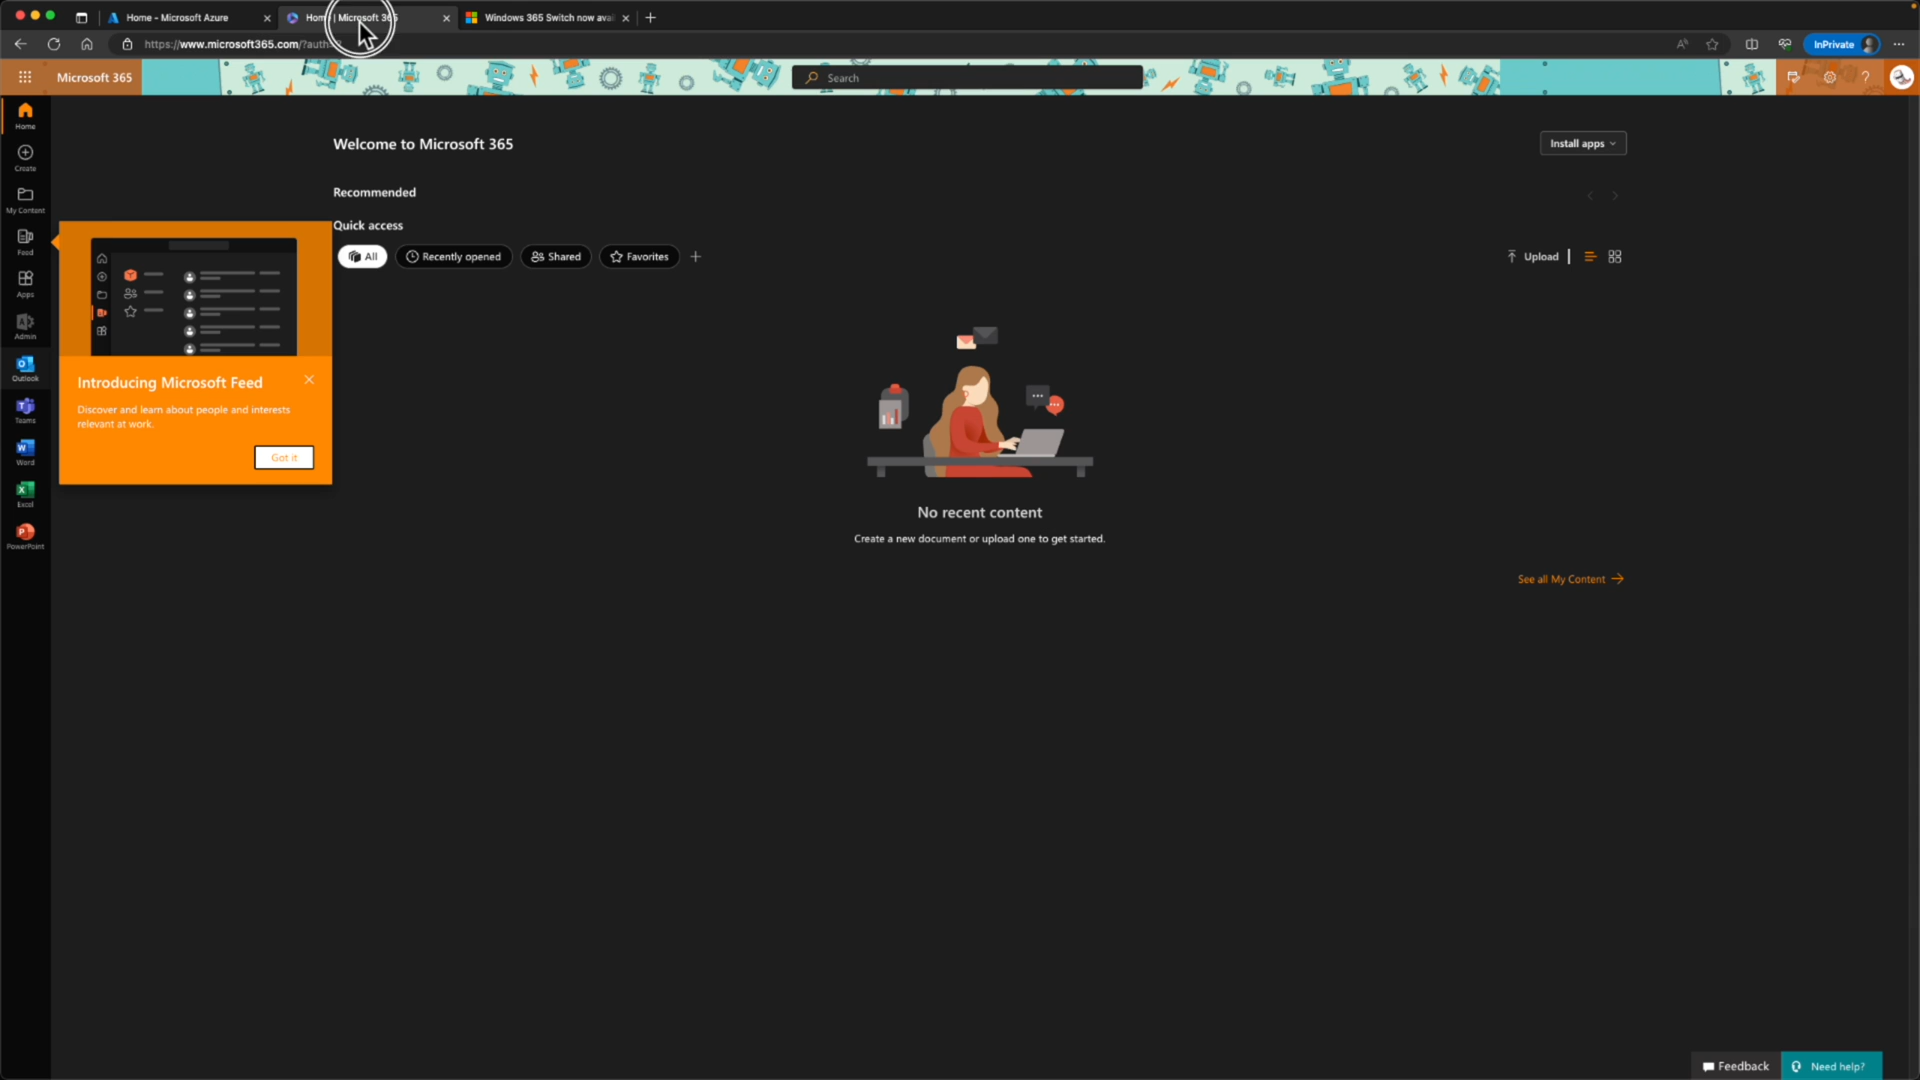 Home - Microsoft Azure
Home | Microsoft 365
Windows 365 Switch now avai
https://www.microsoft365.com/?auth=
InPrivate
Microsoft 365
Search
Home
Create
My Content
Feed
Apps
Admin
Outlook
Teams
Word
Excel
PowerPoint
Welcome to Microsoft 365
Install apps
Recommended
Quick access
All
Recently opened
Shared
Favorites
Upload
Introducing Microsoft Feed
Discover and learn about people and interests
relevant at work.
Got it
No recent content
Create a new document or upload one to get started.
See all My Content
Feedback
Need help?